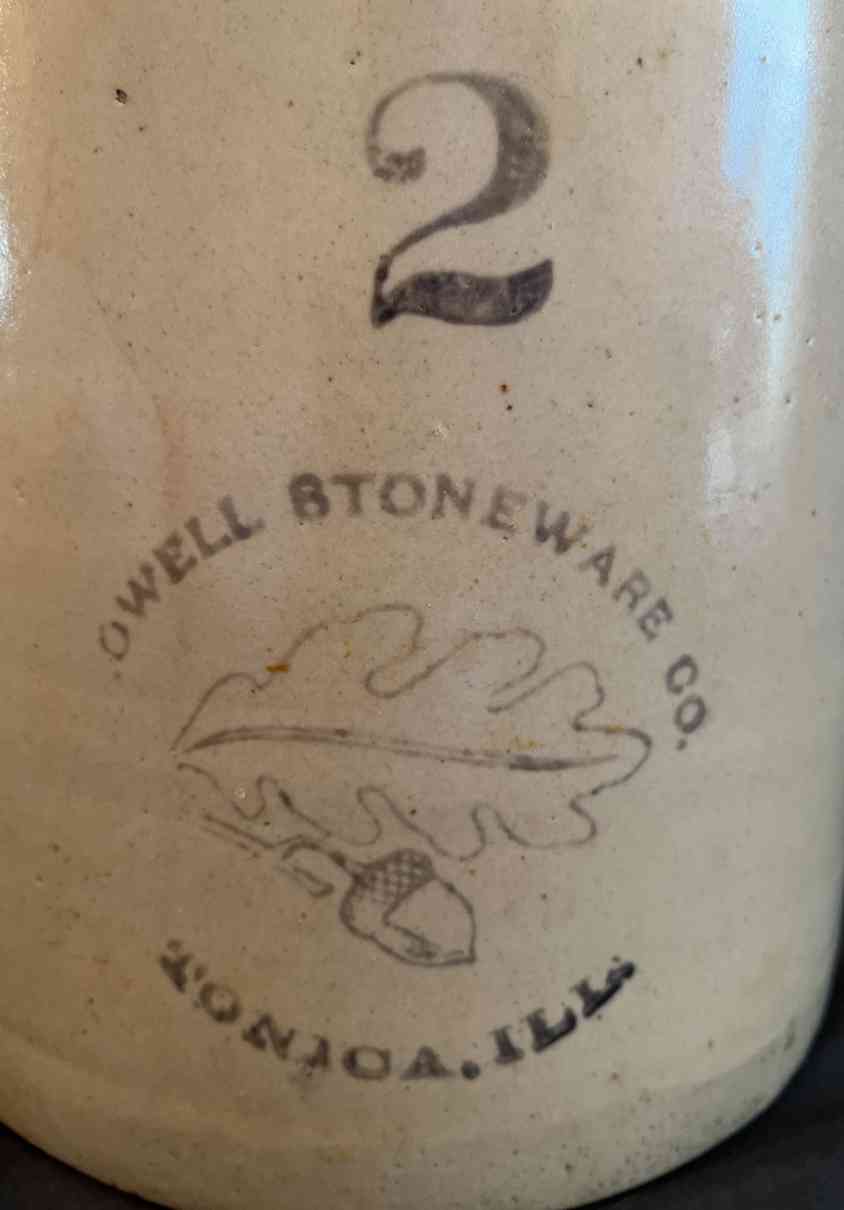 2
OWELL STONEWARE CO.
TONICA. ILL.